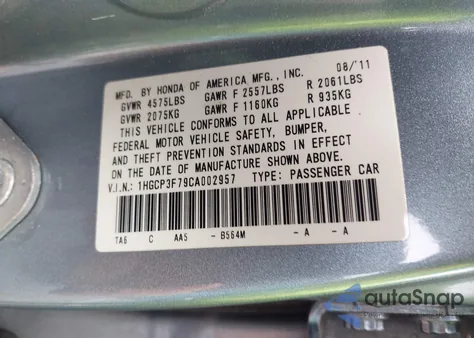 MFD. BY HONDA OF AMERICA MFG., INC. 08/'11
GVWR 4575LBS GAWR F 2557LBS R 2061LBS
GVWR 2075KG GAWR F 1160KG R 935KG
THIS VEHICLE CONFORMS TO ALL APPLICABLE
FEDERAL MOTOR VEHICLE SAFETY, BUMPER,
AND THEFT PREVENTION STANDARDS IN EFFECT
ON THE DATE OF MANUFACTURE SHOWN ABOVE.
V.I.N.: 1HGCP3F79CA002957 TYPE: PASSENGER CAR
TA6 C AA5 - B564M - A - A
autoSnap